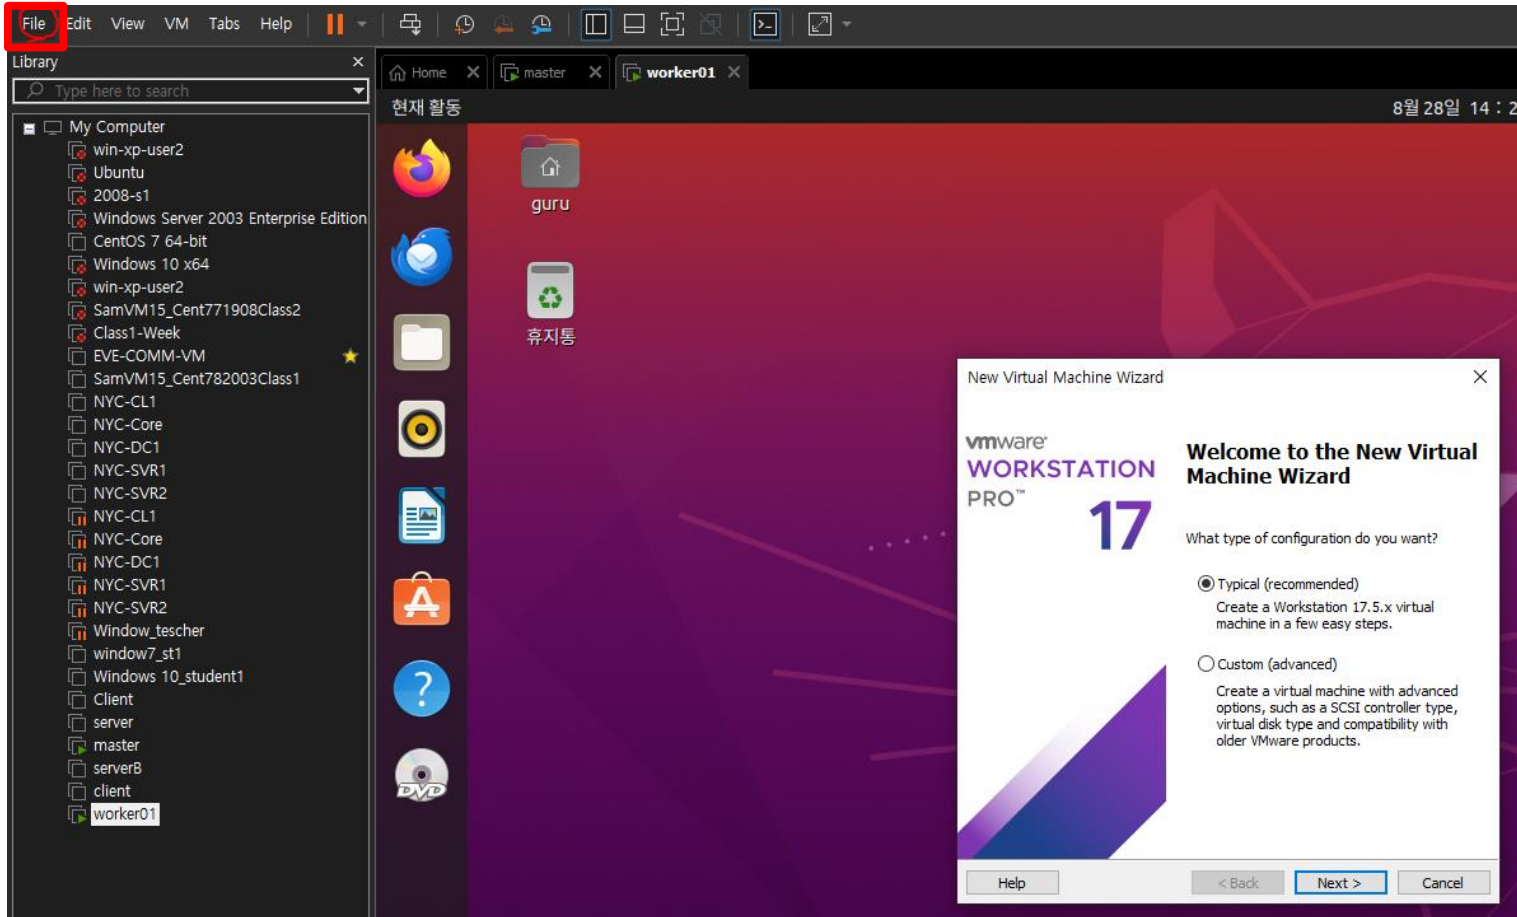 File Edit View VM Tabs Help
Library
Type here to search
My Computer
win-xp-user2
Ubuntu
2008-s1
Windows Server 2003 Enterprise Edition
CentOS 7 64-bit
Windows 10 x64
win-xp-user2
SamVM15_Cent771908Class2
Class1-Week
EVE-COMM-VM
SamVM15_Cent782003Class1
NYC-CL1
NYC-Core
NYC-DC1
NYC-SVR1
NYC-SVR2
NYC-CL1
NYC-Core
NYC-DC1
NYC-SVR1
NYC-SVR2
Window_tescher
window7_st1
Windows 10_student1
Client
server
master
serverB
client
worker01
Home
master
worker01
현재 활동
8월 28일 14 : 2
guru
휴지통
DVD
New Virtual Machine Wizard
vmware
WORKSTATION
PRO™
17
Welcome to the New Virtual
Machine Wizard
What type of configuration do you want?
Typical (recommended)
Create a Workstation 17.5.x virtual
machine in a few easy steps.
Custom (advanced)
Create a virtual machine with advanced
options, such as a SCSI controller type,
virtual disk type and compatibility with
older VMware products.
Help
< Back
Next >
Cancel